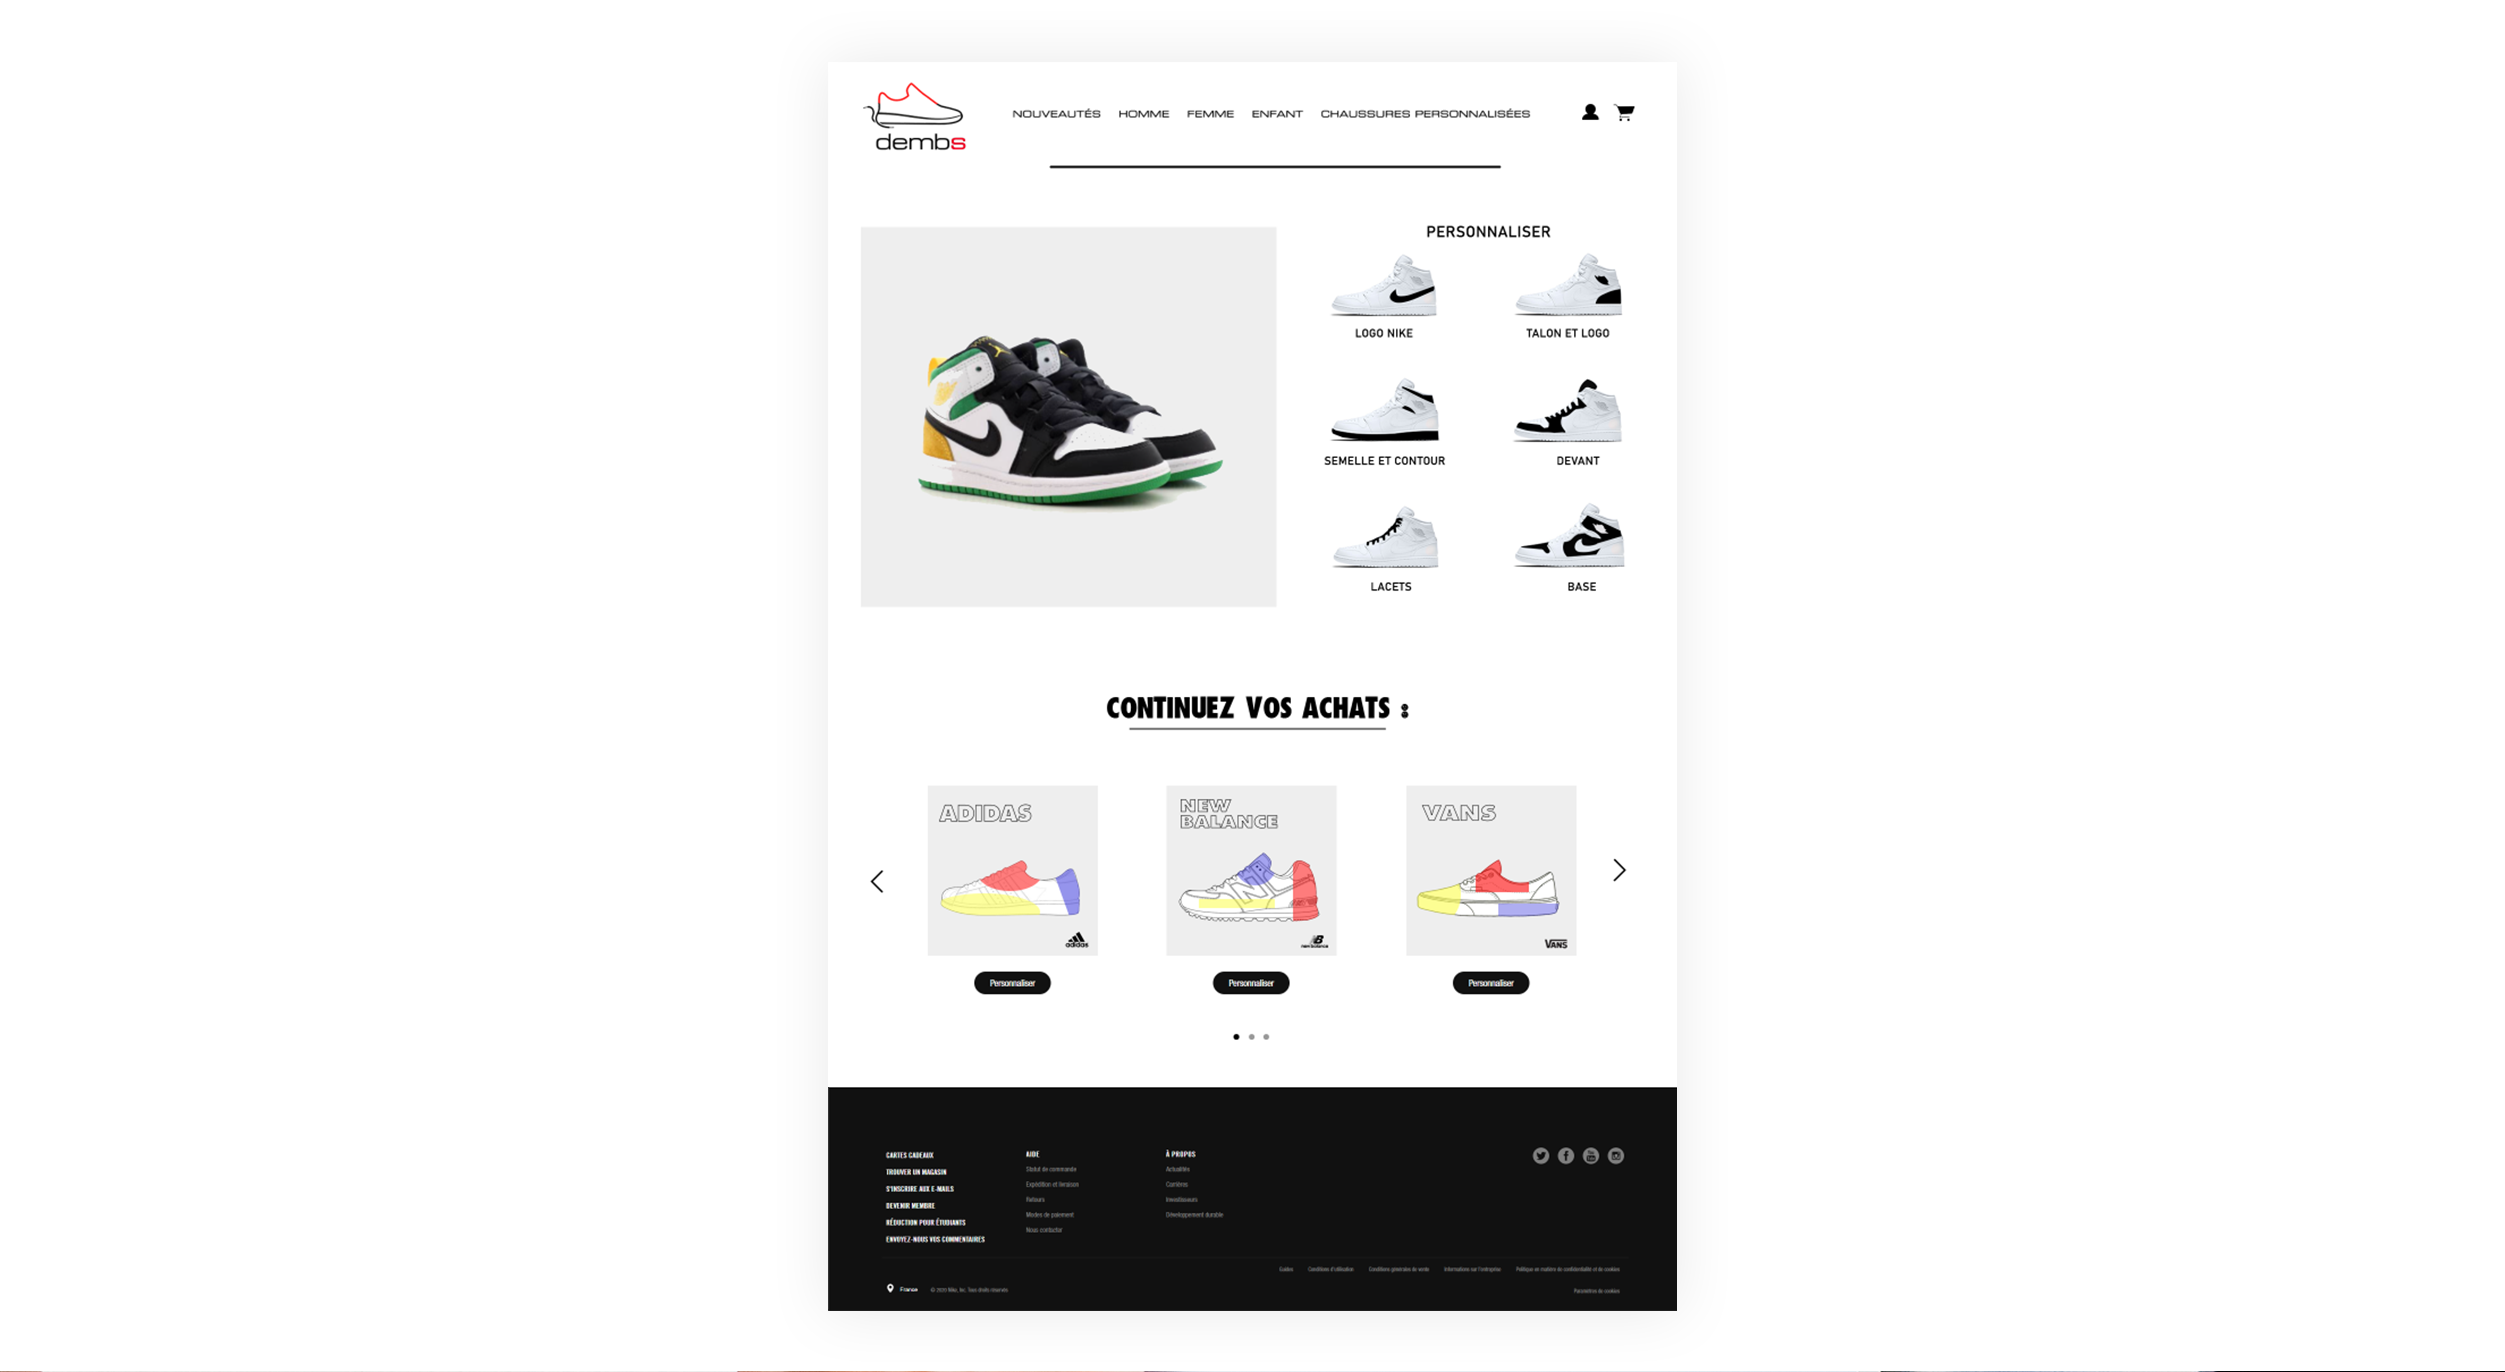 dembs
NOUVEAUTÉS HOMME FEMME ENFANT CHAUSSURES PERSONNALISÉES
PERSONNALISER
LOGO NIKE TALON ET LOGO
SEMELLE ET CONTOUR DEVANT
LACETS BASE
CONTINUEZ VOS ACHATS :
ADIDAS
adidas
Personnaliser
NEW
BALANCE
new balance
Personnaliser
VANS
VANS
Personnaliser
CARTES CADEAUX
TROUVER UN MAGASIN
S'INSCRIRE AUX E-MAILS
DEVENIR MEMBRE
RÉDUCTION POUR ÉTUDIANTS
ENVOYEZ-NOUS VOS COMMENTAIRES
AIDE
Statut de commande
Expédition et livraison
Retours
Modes de paiement
Nous contacter
À PROPOS
Actualités
Carrières
Investisseurs
Développement durable
Guides Conditions d'utilisation Conditions générales de vente Informations sur l'entreprise Politique en matière de confidentialité et de cookies
France © 2020 Nike, Inc. Tous droits réservés
Paramètres de cookies